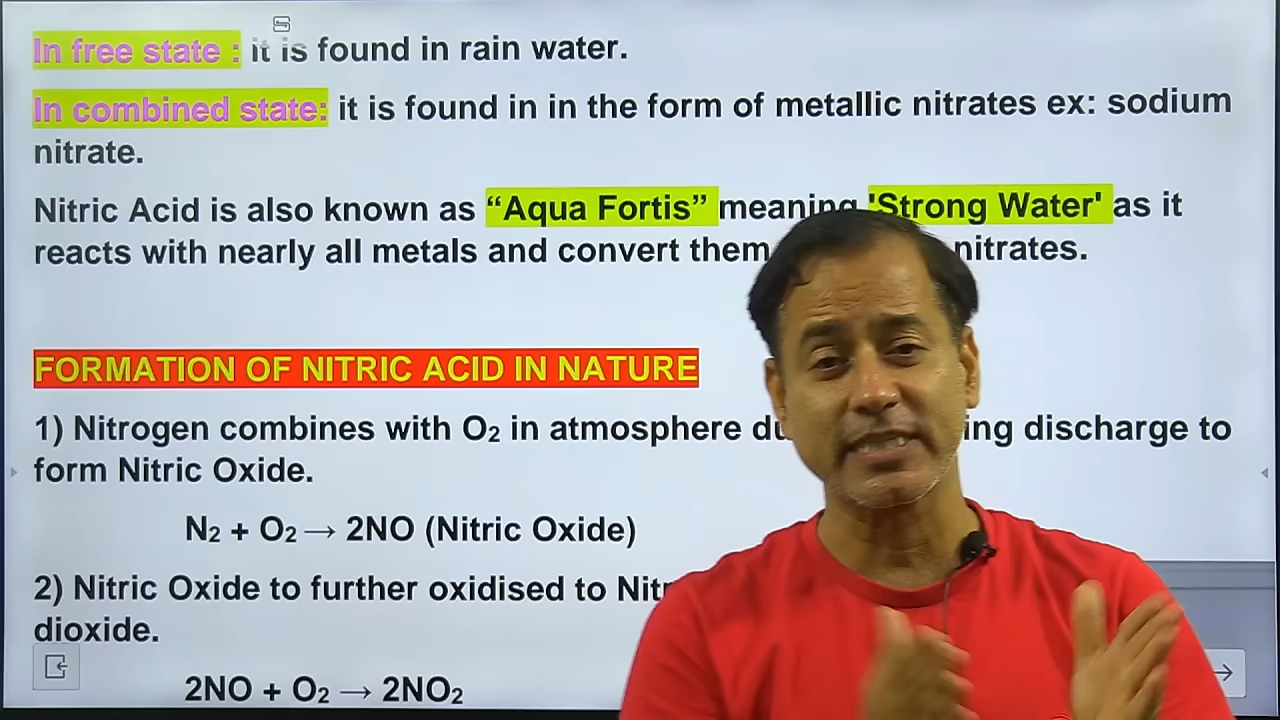 In free state : it is found in rain water.
In combined state: it is found in in the form of metallic nitrates ex: sodium
nitrate.
Nitric Acid is also known as “Aqua Fortis” meaning 'Strong Water' as it
reacts with nearly all metals and convert them nitrates.
FORMATION OF NITRIC ACID IN NATURE
1) Nitrogen combines with O₂ in atmosphere discharge to
form Nitric Oxide.
N₂ + O₂ → 2NO (Nitric Oxide)
2) Nitric Oxide to further oxidised to
dioxide.
2NO + O₂ → 2NO₂